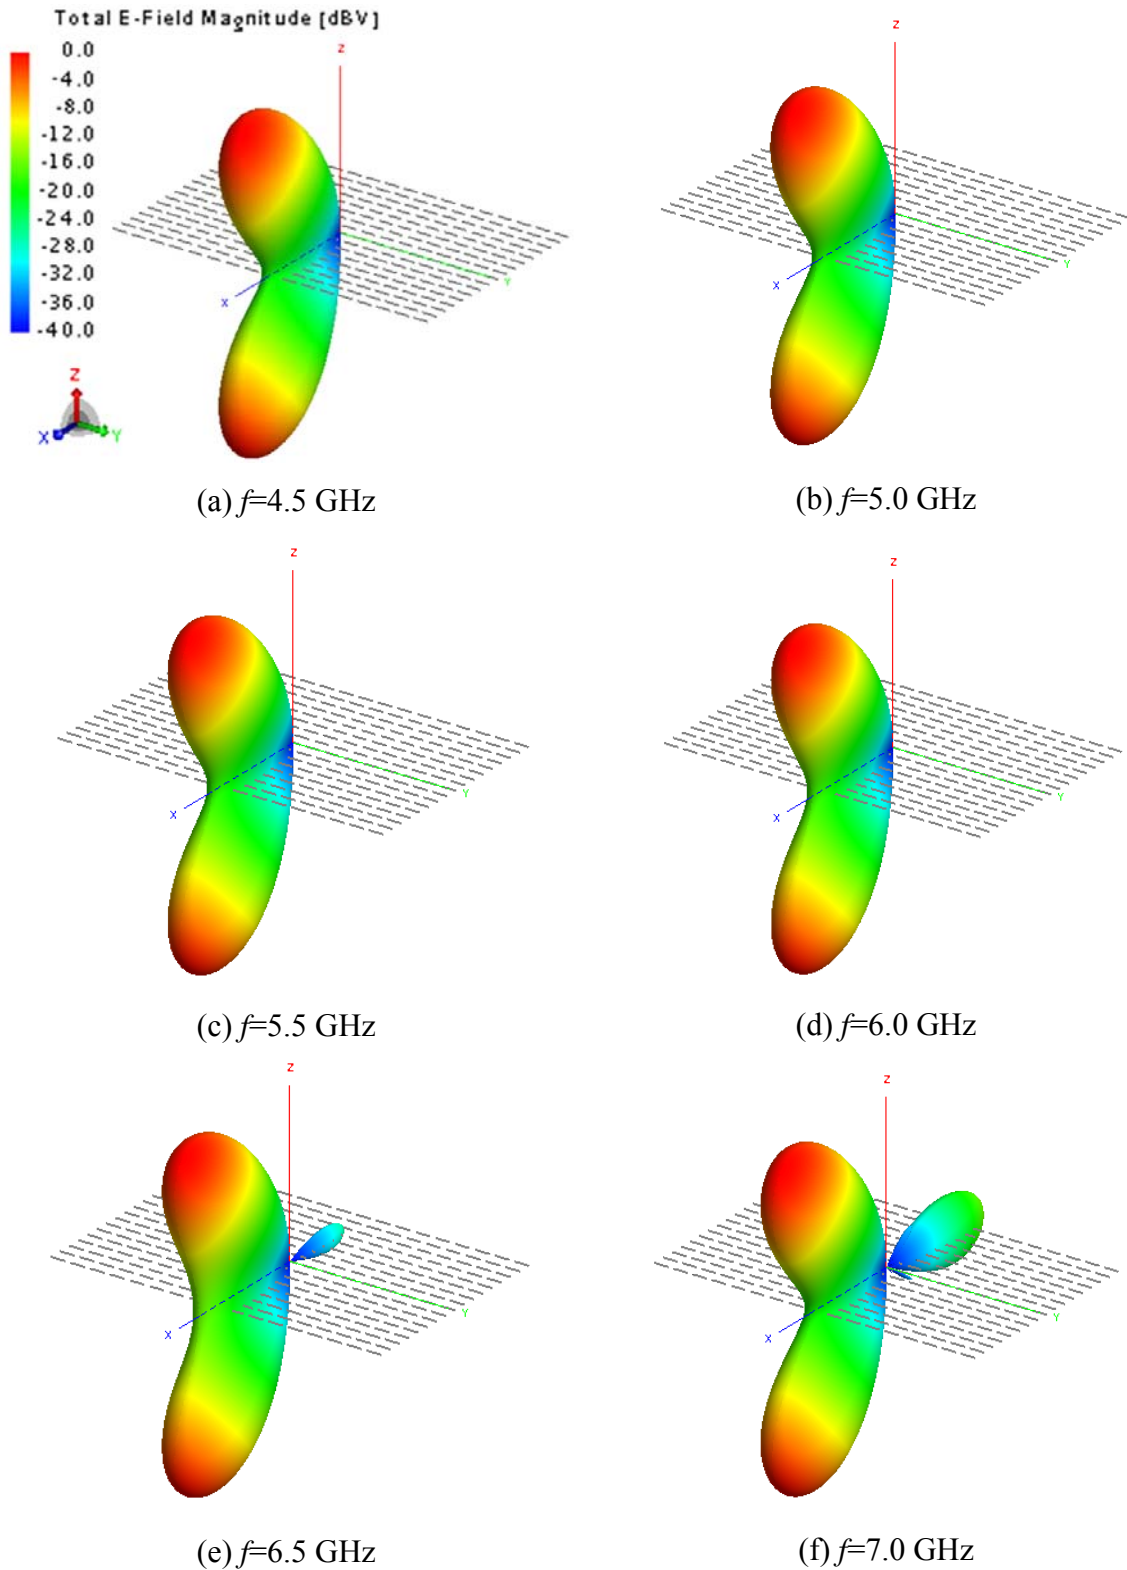 Total E-Field Magnitude [dBV]
0.0
-4.0
-8.0
-12.0
-16.0
-20.0
-24.0
-28.0
-32.0
-36.0
-40.0
Z
X
Y
z
x
Y
(a) f=4.5 GHz
z
x
Y
(b) f=5.0 GHz
z
x
Y
(c) f=5.5 GHz
z
x
Y
(d) f=6.0 GHz
z
x
Y
(e) f=6.5 GHz
z
x
Y
(f) f=7.0 GHz